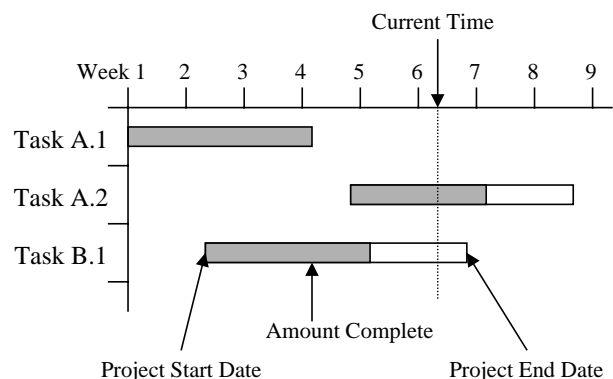 Current Time
Week 1 2 3 4 5 6 7 8 9
Task A.1
Task A.2
Task B.1
Amount Complete
Project Start Date Project End Date